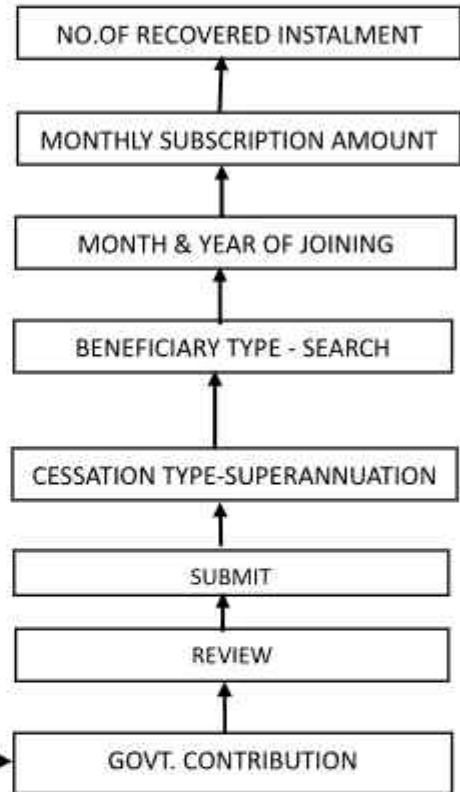 NO.OF RECOVERED INSTALMENT
MONTHLY SUBSCRIPTION AMOUNT
MONTH & YEAR OF JOINING
BENEFICIARY TYPE - SEARCH
CESSATION TYPE-SUPERANNUATION
SUBMIT
REVIEW
GOVT. CONTRIBUTION